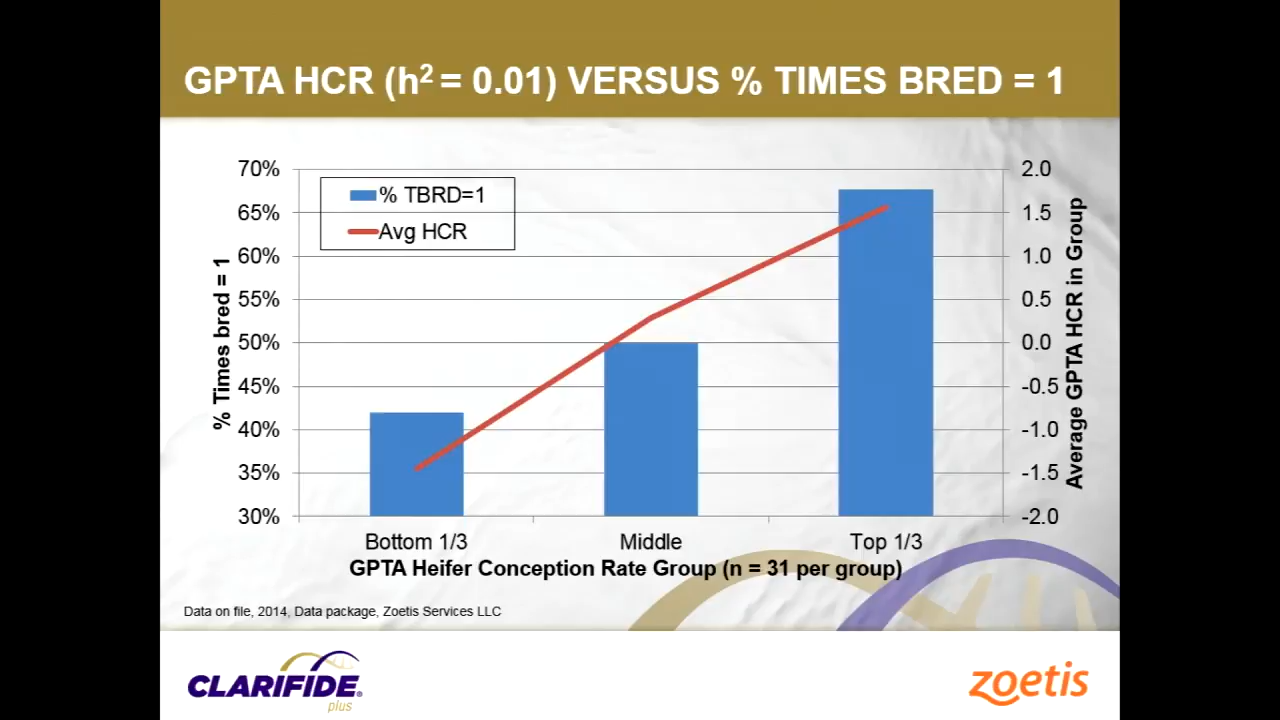 GPTA HCR (h² = 0.01) VERSUS % TIMES BRED = 1
% Times bred = 1
70%
65%
60%
55%
50%
45%
40%
35%
30%
% TBRD=1
Avg HCR
2.0
1.5
1.0
0.5
0.0
-0.5
-1.0
-1.5
-2.0
Average GPTA HCR in Group
Bottom 1/3 Middle Top 1/3
GPTA Heifer Conception Rate Group (n = 31 per group)
Data on file, 2014, Data package, Zoetis Services LLC
CLARIFIDE®
plus
zoetis